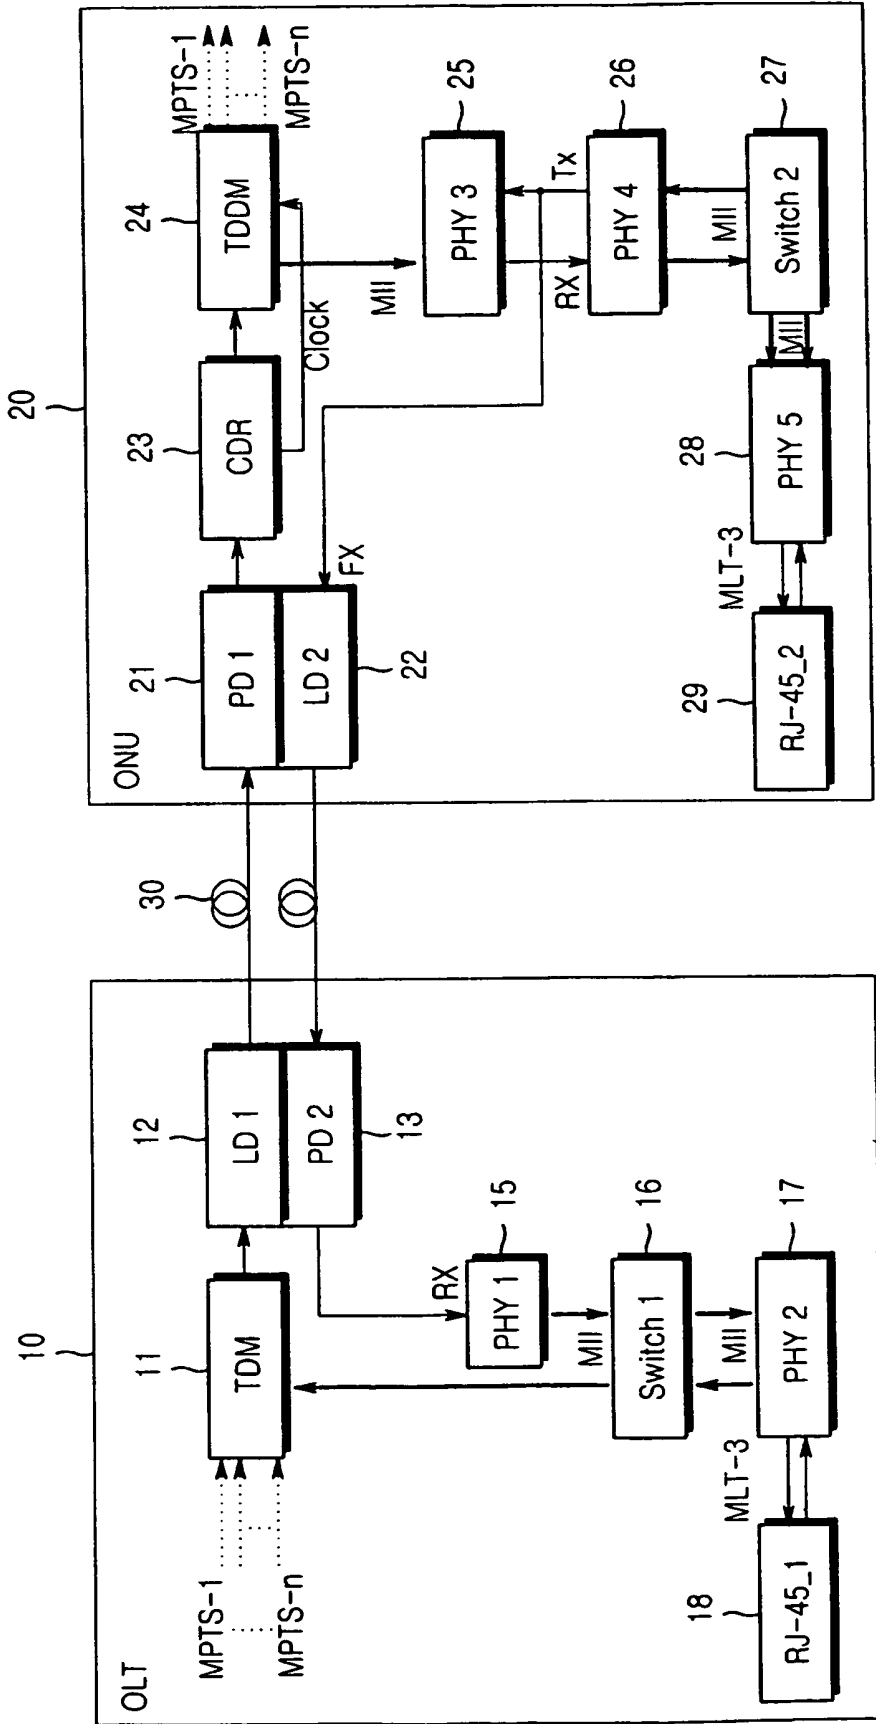 10
OLT
MPTS-1
MPTS-n
11
TDM
12
LD 1
PD 2
13
RX
15
PHY 1
MII
16
Switch 1
MII
17
PHY 2
MLT-3
18
RJ-45_1
30
20
ONU
21
PD 1
LD 2
22
FX
23
CDR
Clock
24
TDDM
MPTS-1
MPTS-n
MII
25
PHY 3
RX
Tx
26
PHY 4
MII
27
Switch 2
MII
28
PHY 5
MLT-3
29
RJ-45_2